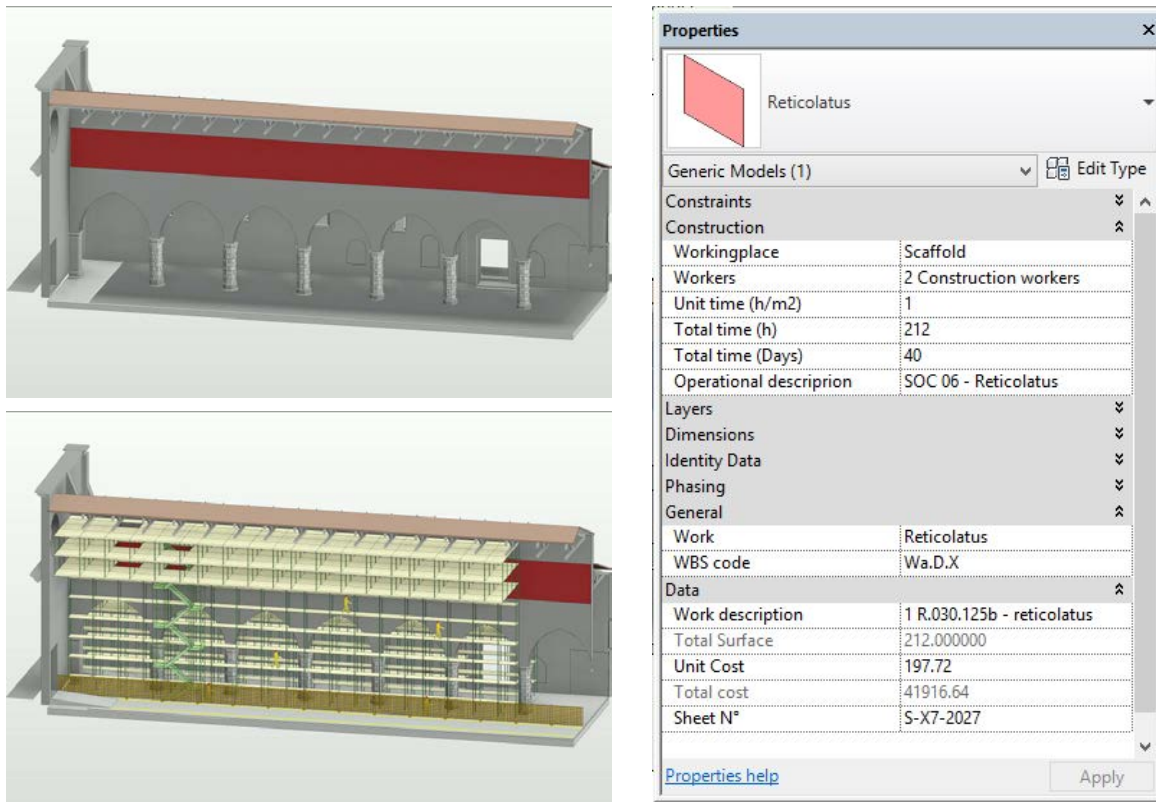 Properties
Reticolatus
Generic Models (1) Edit Type
Constraints
Construction
Workingplace Scaffold
Workers 2 Construction workers
Unit time (h/m2) 1
Total time (h) 212
Total time (Days) 40
Operational descriprion SOC 06 - Reticolatus
Layers
Dimensions
Identity Data
Phasing
General
Work Reticolatus
WBS code Wa.D.X
Data
Work description 1 R.030.125b - reticolatus
Total Surface 212.000000
Unit Cost 197.72
Total cost 41916.64
Sheet N° S-X7-2027
Properties help Apply